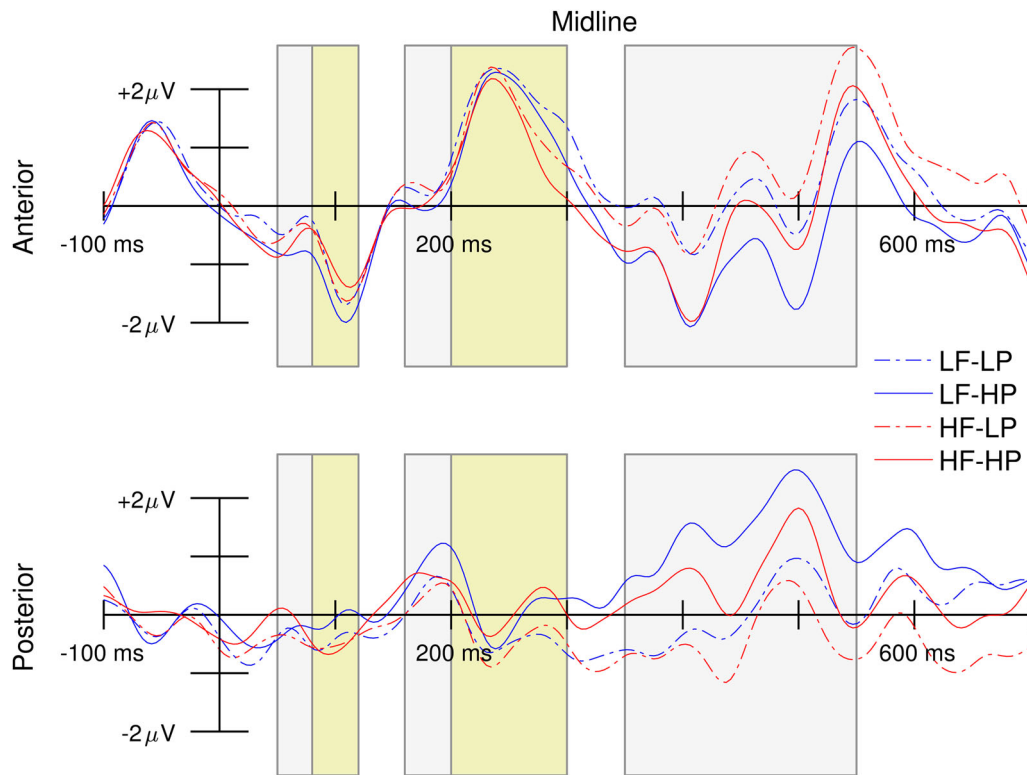 Midline
Anterior
+2μV
-2μV
-100 ms
200 ms
600 ms
LF-LP
LF-HP
HF-LP
HF-HP
Posterior
+2μV
-2μV
-100 ms
200 ms
600 ms